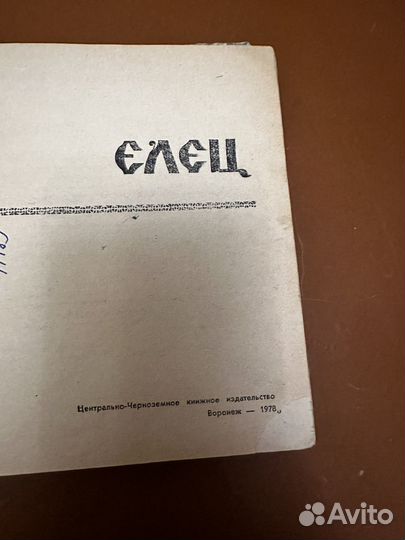 ЕЛЕЦ
Центрально-Черноземное книжное издательство
Воронеж — 1978
Avito